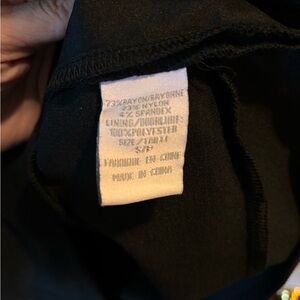 73%RAYON/RAYONNE
23% NYLON
4% SPANDEX
LINING/DOUBLURE:
100%POLYESTER
SIZE/TAILLE
S/P
FABRIQUE EN CHINE
MADE IN CHINA